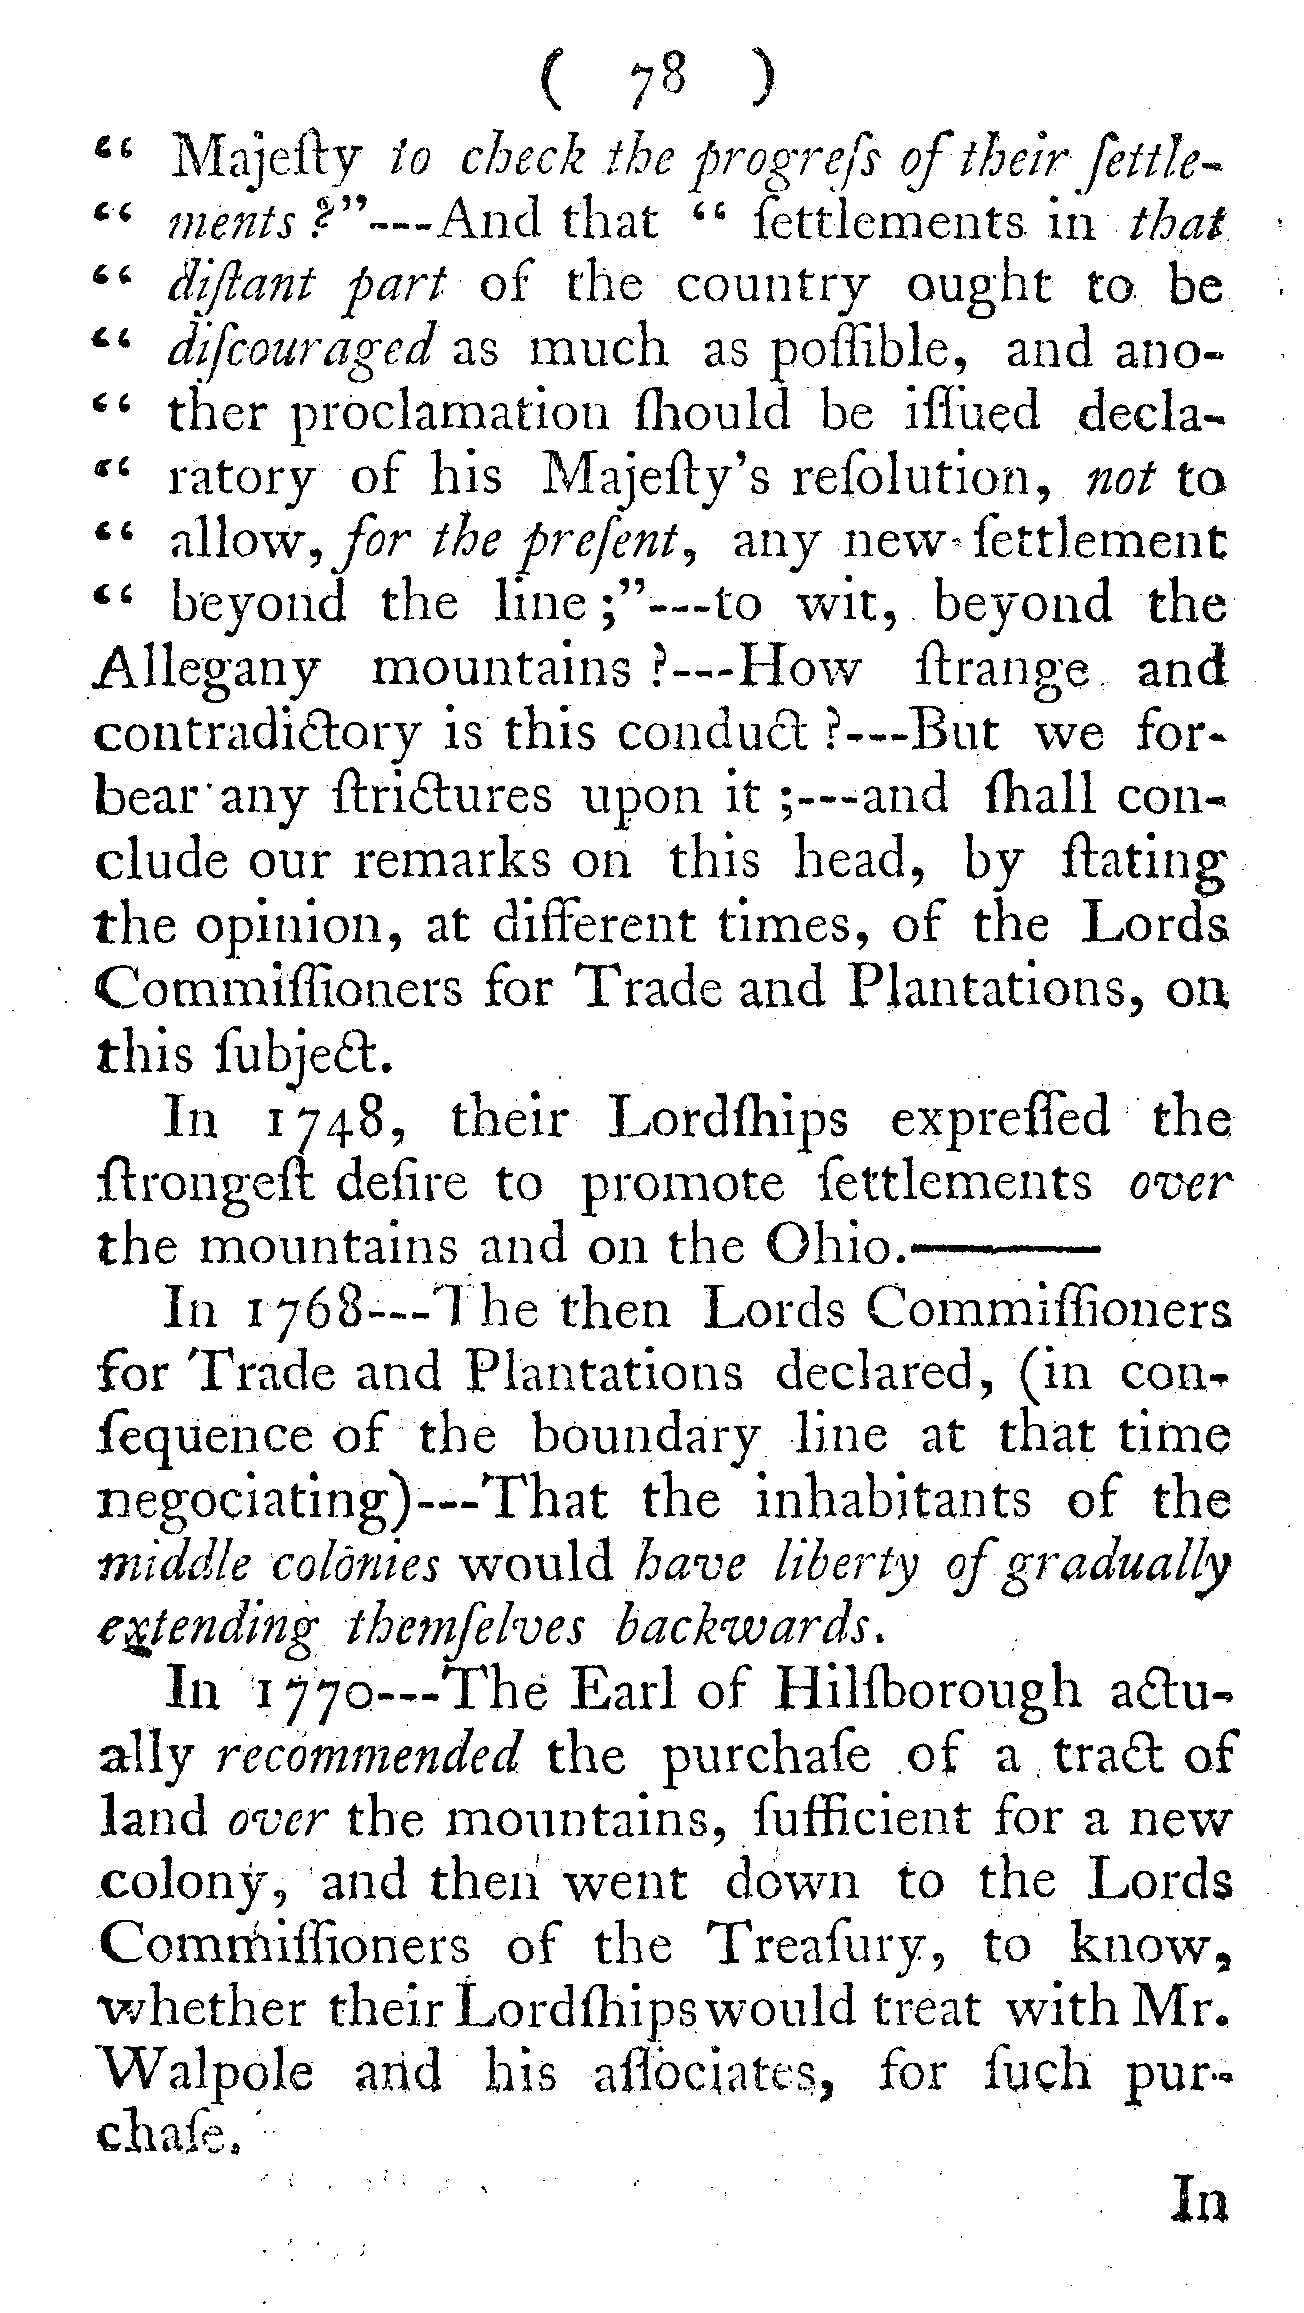 ( 78 )
“ Majeſty to check the progreſs of their ſettle-
“ ments ?”---And that “ ſettlements in that
“ diſtant part of the country ought to be
“ diſcouraged as much as poſſible, and ano-
“ ther proclamation ſhould be iſſued decla-
“ ratory of his Majeſty's reſolution, not to
“ allow, for the preſent, any new ſettlement
“ beyond the line ;”---to wit, beyond the
Allegany mountains ?---How ſtrange and
contradictory is this conduct ?---But we for-
bear any ſtrictures upon it ;---and ſhall con-
clude our remarks on this head, by ſtating
the opinion, at different times, of the Lords
Commiſſioners for Trade and Plantations, on
this ſubject.
In 1748, their Lordſhips expreſſed the
ſtrongeſt deſire to promote ſettlements over
the mountains and on the Ohio.———
In 1768---The then Lords Commiſſioners
for Trade and Plantations declared, (in con-
ſequence of the boundary line at that time
negociating)---That the inhabitants of the
middle colonies would have liberty of gradually
extending themſelves backwards.
In 1770---The Earl of Hilſborough actu-
ally recommended the purchaſe of a tract of
land over the mountains, ſufficient for a new
colony, and then went down to the Lords
Commiſſioners of the Treaſury, to know,
whether their Lordſhips would treat with Mr.
Walpole and his aſſociates, for ſuch pur-
chaſe.
In